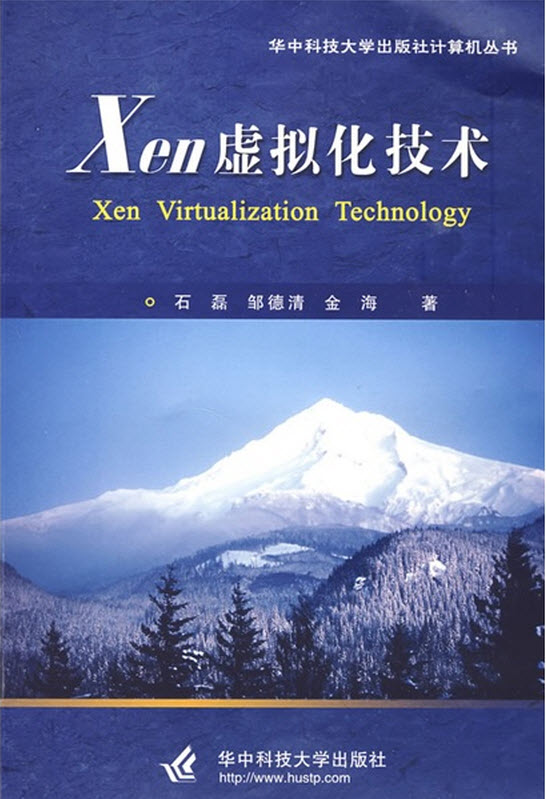 华中科技大学出版社计算机丛书
Xen虚拟化技术
Xen Virtualization Technology
石 磊 邹德清 金 海 著
华中科技大学出版社
http://www.hustp.com